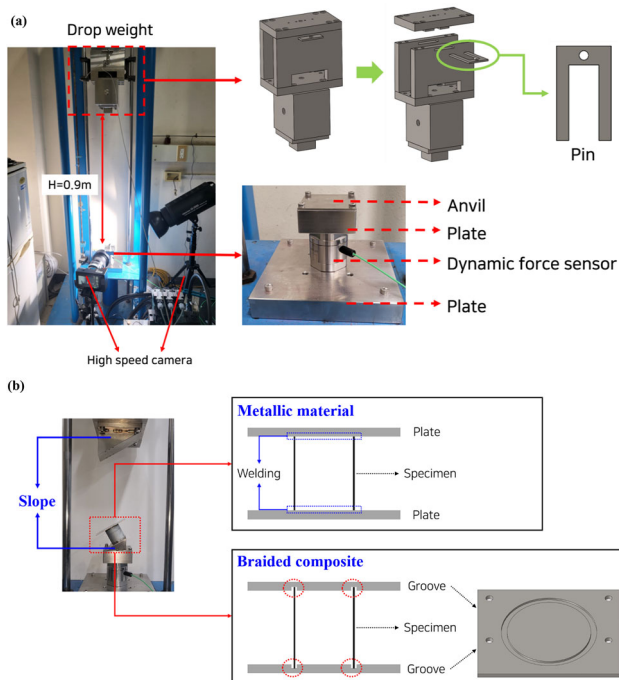 (a)
Drop weight
H=0.9m
High speed camera
Pin
Anvil
Plate
Dynamic force sensor
Plate
(b)
Slope
Metallic material
Plate
Welding
Specimen
Plate
Braided composite
Groove
Specimen
Groove